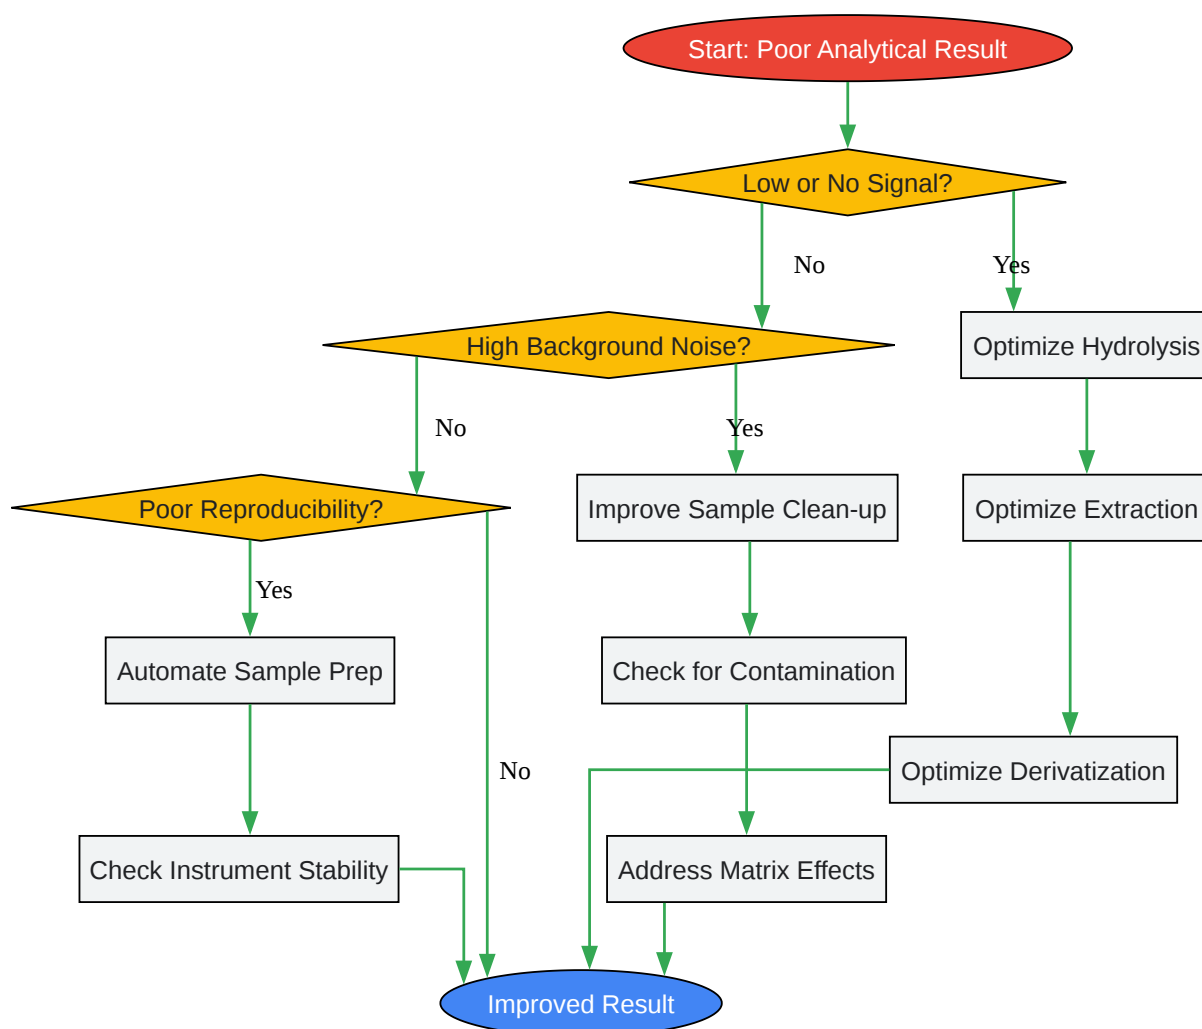 Start: Poor Analytical Result
Low or No Signal?
No
Yes
High Background Noise?
Optimize Hydrolysis
No
Yes
Poor Reproducibility?
Improve Sample Clean-up
Optimize Extraction
Yes
Automate Sample Prep
Check for Contamination
No
Optimize Derivatization
Check Instrument Stability
Address Matrix Effects
Improved Result